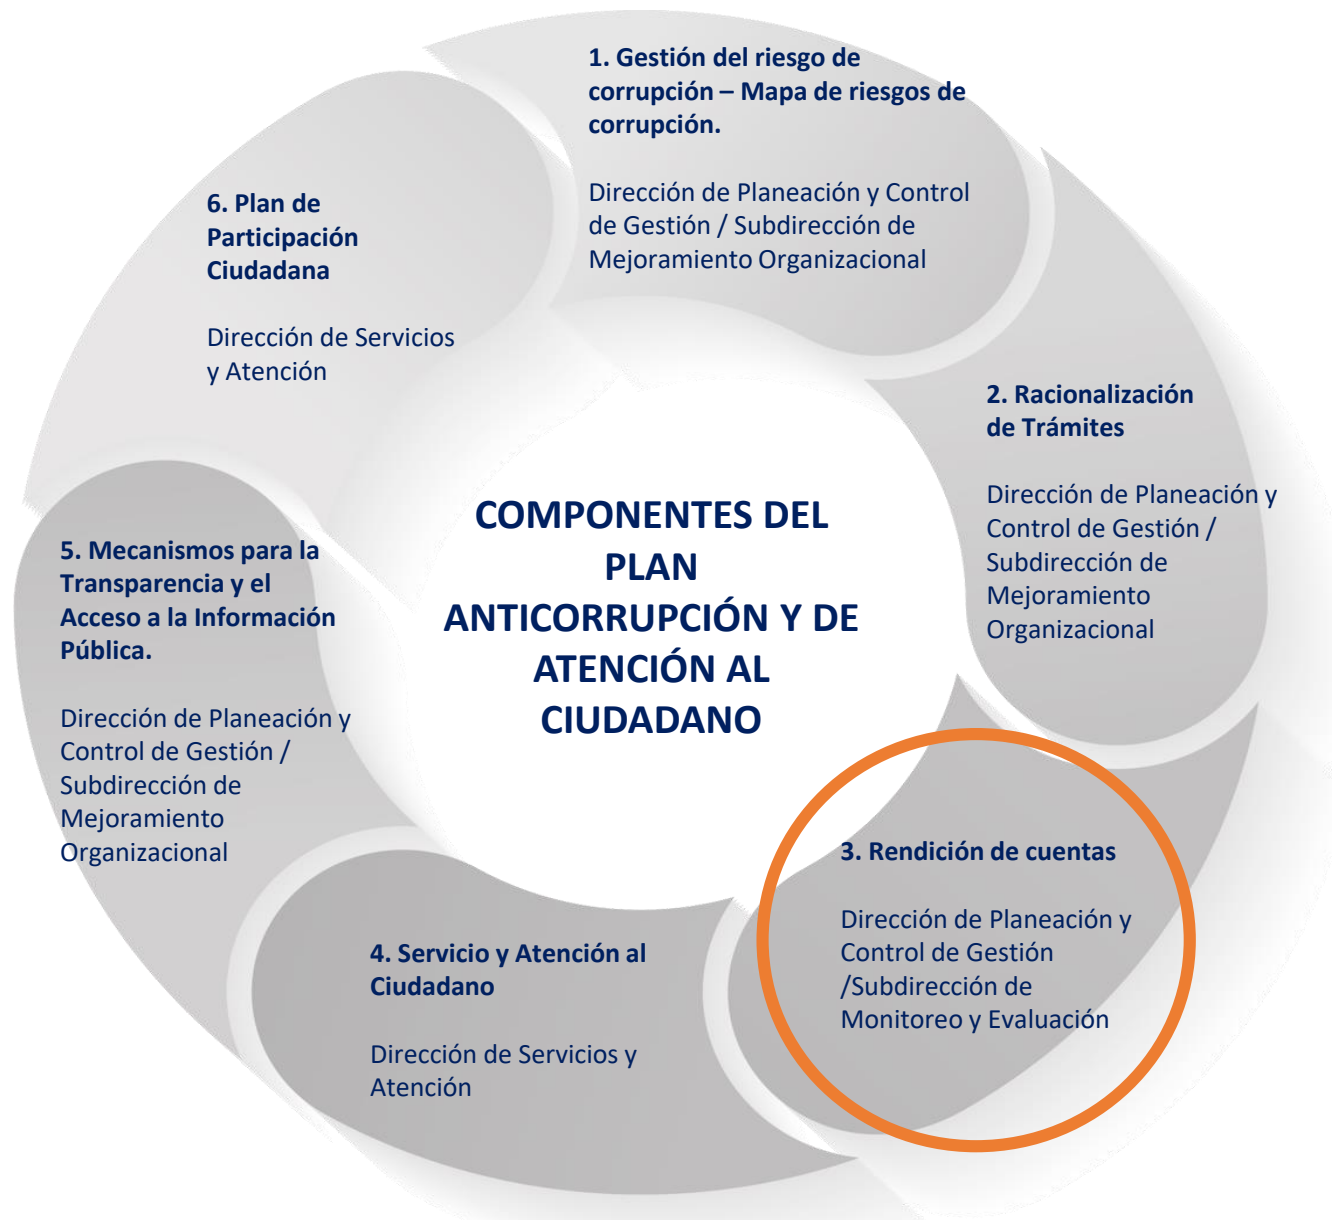 1. Gestión del riesgo de
corrupción – Mapa de riesgos de
corrupción.
Dirección de Planeación y Control
de Gestión / Subdirección de
Mejoramiento Organizacional
2. Racionalización
de Trámites
Dirección de Planeación y
Control de Gestión /
Subdirección de
Mejoramiento
Organizacional
3. Rendición de cuentas
Dirección de Planeación y
Control de Gestión
/Subdirección de
Monitoreo y Evaluación
4. Servicio y Atención al
Ciudadano
Dirección de Servicios y
Atención
5. Mecanismos para la
Transparencia y el
Acceso a la Información
Pública.
Dirección de Planeación y
Control de Gestión /
Subdirección de
Mejoramiento
Organizacional
6. Plan de
Participación
Ciudadana
Dirección de Servicios
y Atención
COMPONENTES DEL
PLAN
ANTICORRUPCIÓN Y DE
ATENCIÓN AL
CIUDADANO